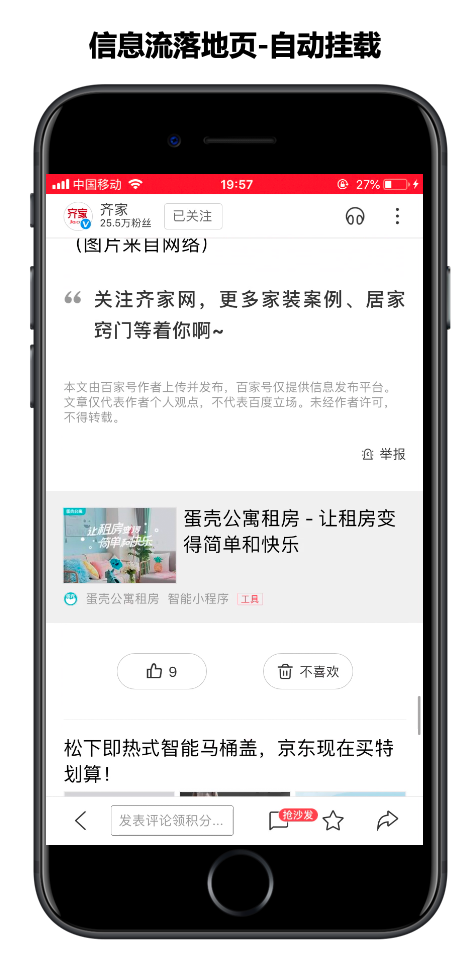 信息流落地页-自动挂载
中国移动 19:57 27%
齐家
齐家
25.5万粉丝
已关注
（图片来自网络）
关注齐家网，更多家装案例、居家
窍门等着你啊~
本文由百家号作者上传并发布，百家号仅提供信息发布平台。
文章仅代表作者个人观点，不代表百度立场。未经作者许可，
不得转载。
举报
让租房变得
简单和快乐
蛋壳公寓租房 - 让租房变
得简单和快乐
蛋壳公寓租房 智能小程序 工具
9 不喜欢
松下即热式智能马桶盖，京东现在买特
划算！
发表评论领积分...
抢沙发